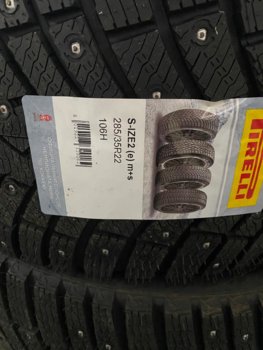 PIRELLI
S-IZE2 (e) m+s
285/35R22
106H